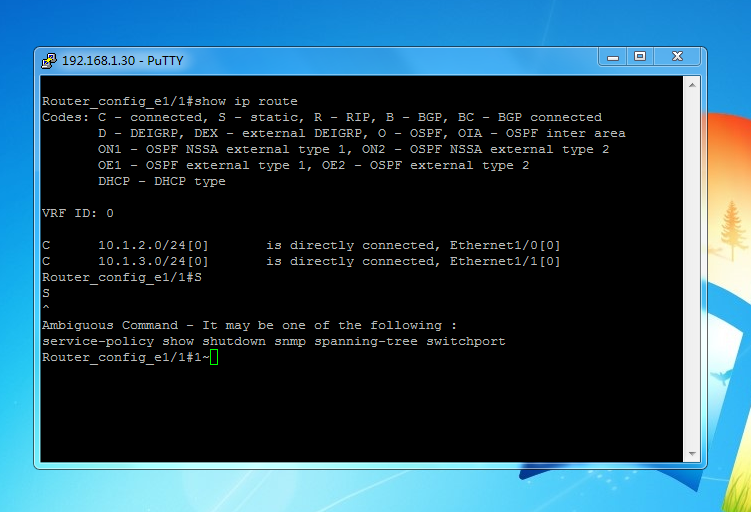 192.168.1.30 - PuTTY
Router_config_e1/1#show ip route
Codes: C - connected, S - static, R - RIP, B - BGP, BC - BGP connected
D - DEIGRP, DEX - external DEIGRP, O - OSPF, OIA - OSPF inter area
ON1 - OSPF NSSA external type 1, ON2 - OSPF NSSA external type 2
OE1 - OSPF external type 1, OE2 - OSPF external type 2
DHCP - DHCP type
VRF ID: 0
C 10.1.2.0/24[0] is directly connected, Ethernet1/0[0]
C 10.1.3.0/24[0] is directly connected, Ethernet1/1[0]
Router_config_e1/1#S
S
^
Ambiguous Command - It may be one of the following :
service-policy show shutdown snmp spanning-tree switchport
Router_config_e1/1#1~